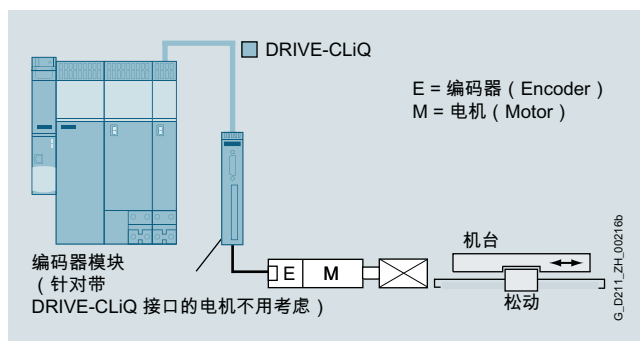 DRIVE-CLiQ
E = 编码器（Encoder）
M = 电机（Motor）
编码器模块
（针对带
DRIVE-CLiQ 接口的电机不用考虑）
E
M
机台
松动
G_D211_ZH_00216b